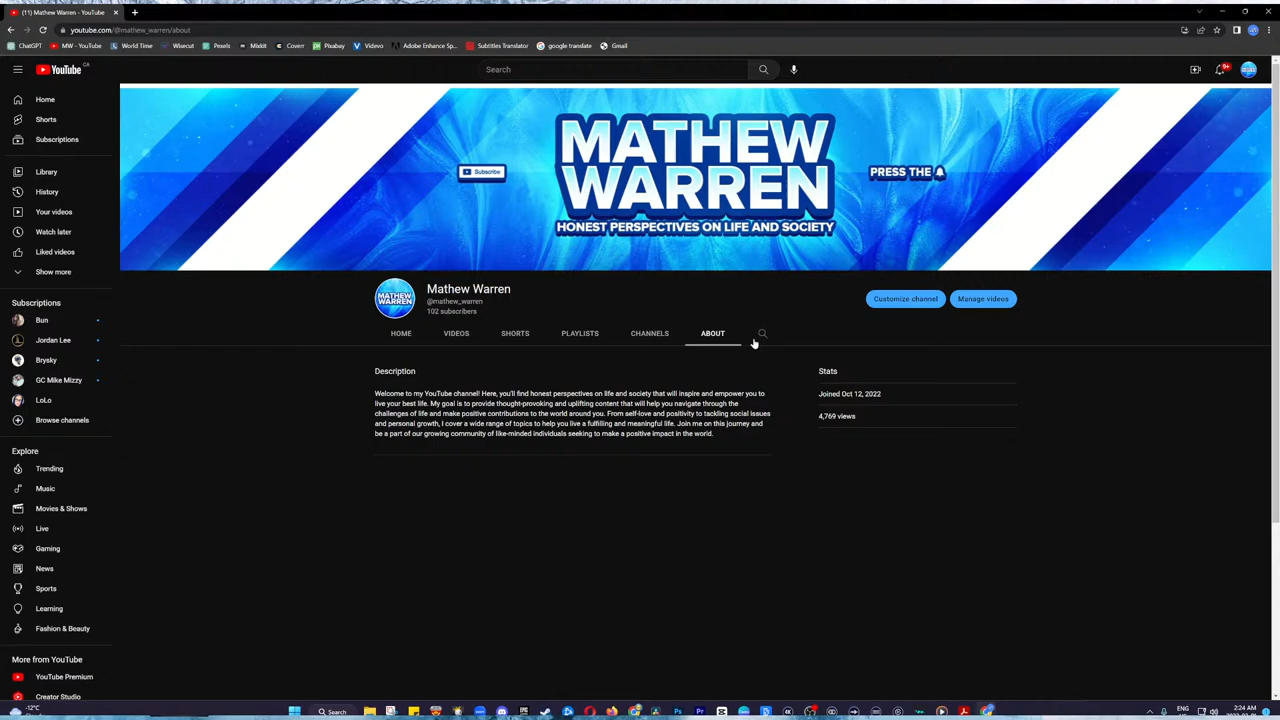 (11) Mathew Warren - YouTube
youtube.com/@mathew_warren/about
ChatGPT
MW - YouTube
World Time
Wisecut
Pexels
Mixkit
Coverr
Pixabay
Videvo
Adobe Enhance Sp...
Subtitles Translator
google translate
Gmail
YouTube CA
Search
9+
Home
Shorts
Subscriptions
Library
History
Your videos
Watch later
Liked videos
Show more
Subscriptions
Bun
Jordan Lee
Brysky
GC Mike Mizzy
LoLo
Browse channels
Explore
Trending
Music
Movies & Shows
Live
Gaming
News
Sports
Learning
Fashion & Beauty
More from YouTube
YouTube Premium
Creator Studio
Subscribe
MATHEW
WARREN
HONEST PERSPECTIVES ON LIFE AND SOCIETY
PRESS THE
MATHEW
WARREN
Mathew Warren
@mathew_warren
102 subscribers
Customize channel
Manage videos
HOME
VIDEOS
SHORTS
PLAYLISTS
CHANNELS
ABOUT
Description
Welcome to my YouTube channel! Here, you'll find honest perspectives on life and society that will inspire and empower you to
live your best life. My goal is to provide thought-provoking and uplifting content that will help you navigate through the
challenges of life and make positive contributions to the world around you. From self-love and positivity to tackling social issues
and personal growth, I cover a wide range of topics to help you live a fulfilling and meaningful life. Join me on this journey and
be a part of our growing community of like-minded individuals seeking to make a positive impact in the world.
Stats
Joined Oct 12, 2022
4,769 views
-12°C
Search
ENG
2:24 AM